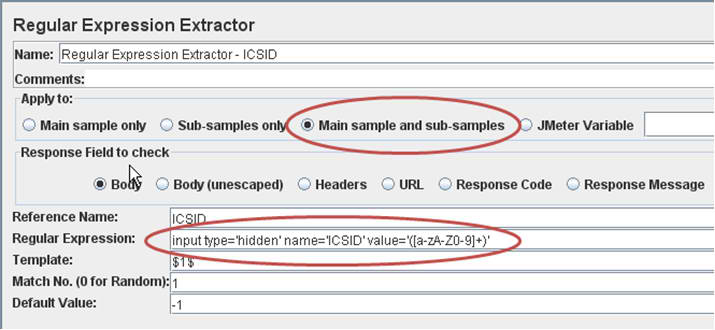 Regular Expression Extractor
Name: Regular Expression Extractor - ICSID
Comments:
Apply to:
Main sample only Sub-samples only Main sample and sub-samples JMeter Variable
Response Field to check
Body Body (unescaped) Headers URL Response Code Response Message
Reference Name: ICSID
Regular Expression: input type='hidden' name='ICSID' value='([a-zA-Z0-9]+)'
Template: $1$
Match No. (0 for Random): 1
Default Value: -1